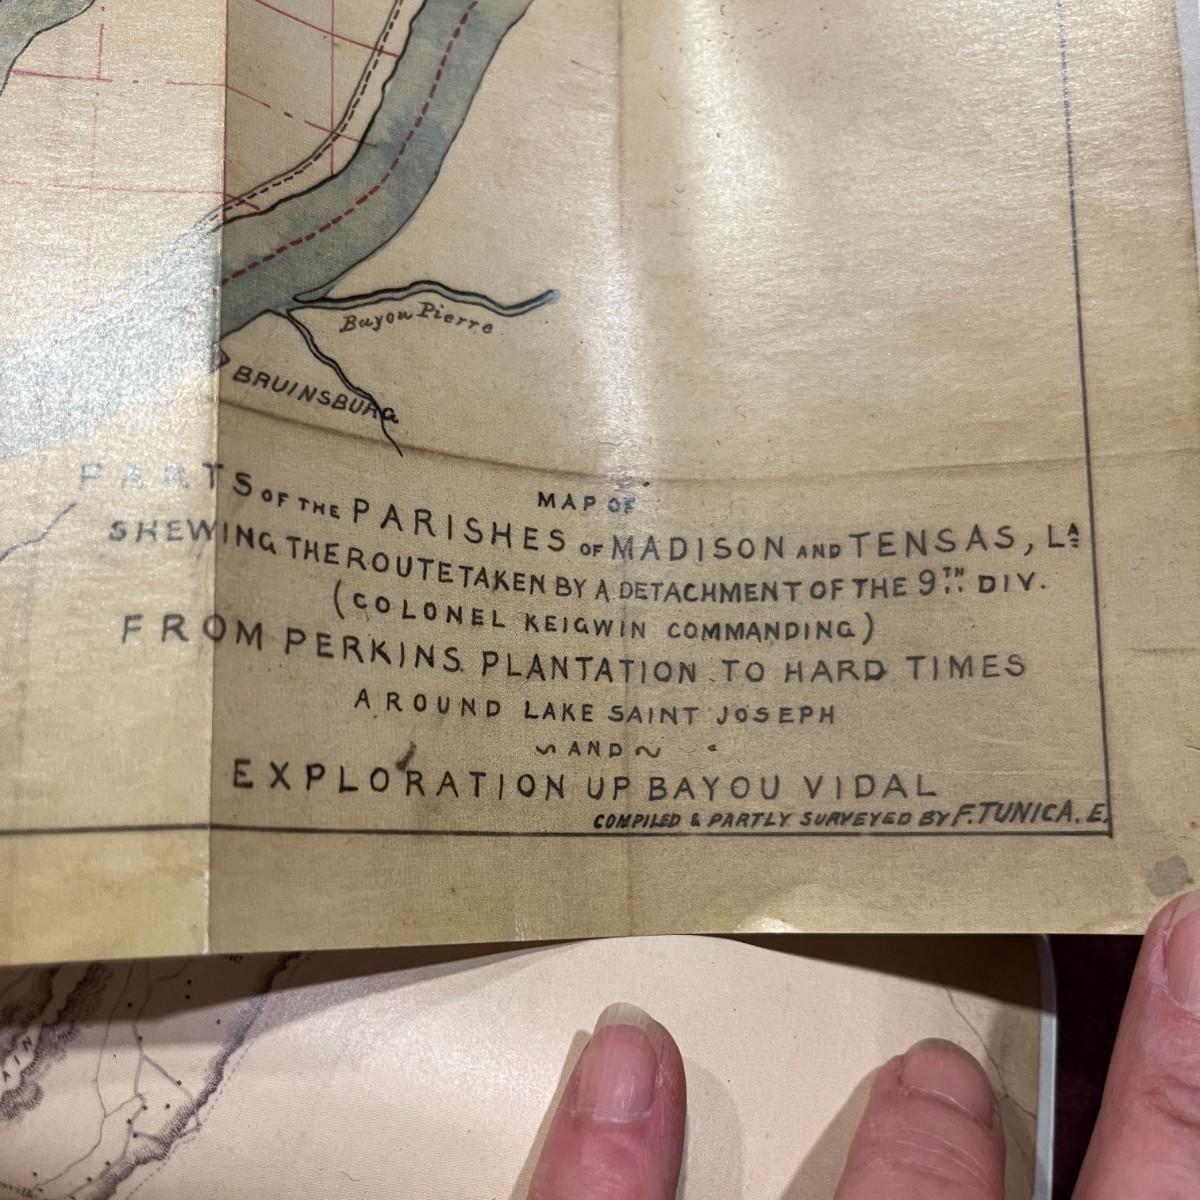 Bayou Pierre
BRUINSBURG
MAP OF
PARTS OF THE PARISHES OF MADISON AND TENSAS, LA
SHEWING THE ROUTE TAKEN BY A DETACHMENT OF THE 9TH DIV.
(COLONEL KEIGWIN COMMANDING)
FROM PERKINS PLANTATION TO HARD TIMES
AROUND LAKE SAINT JOSEPH
~ AND ~
EXPLORATION UP BAYOU VIDAL
COMPILED & PARTLY SURVEYED BY F. TUNICA. E.
AIN